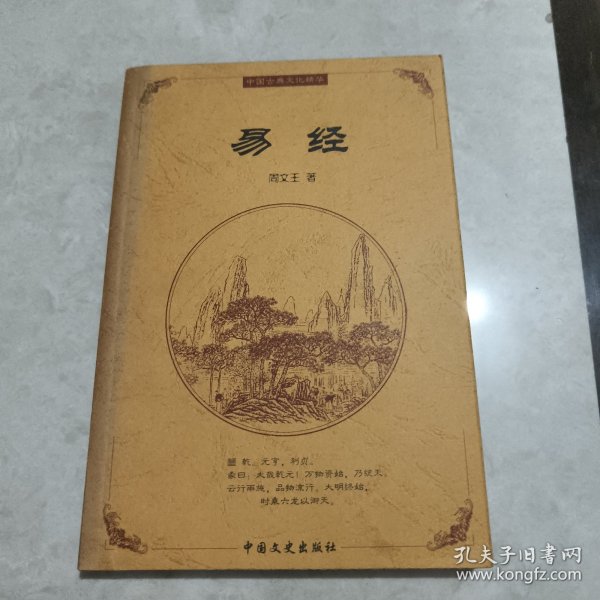 中国古典文化精华
易经
周文王 著
䷀ 乾。元亨，利贞。
彖曰：大哉乾元！万物资始，乃统天。
云行雨施，品物流行。大明终始，
时乘六龙以御天。
中国文史出版社
孔夫子旧书网
www.kongfz.com